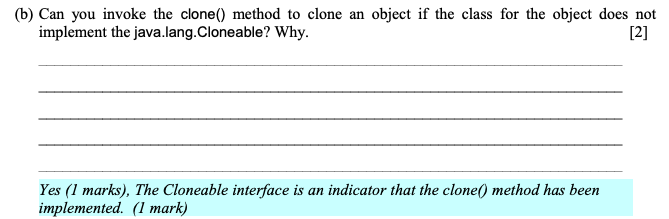 (b) Can you invoke the clone() method to clone an object if the class for the object does not
implement the java.lang.Cloneable? Why. [2]
Yes (1 marks), The Cloneable interface is an indicator that the clone() method has been
implemented. (1 mark)